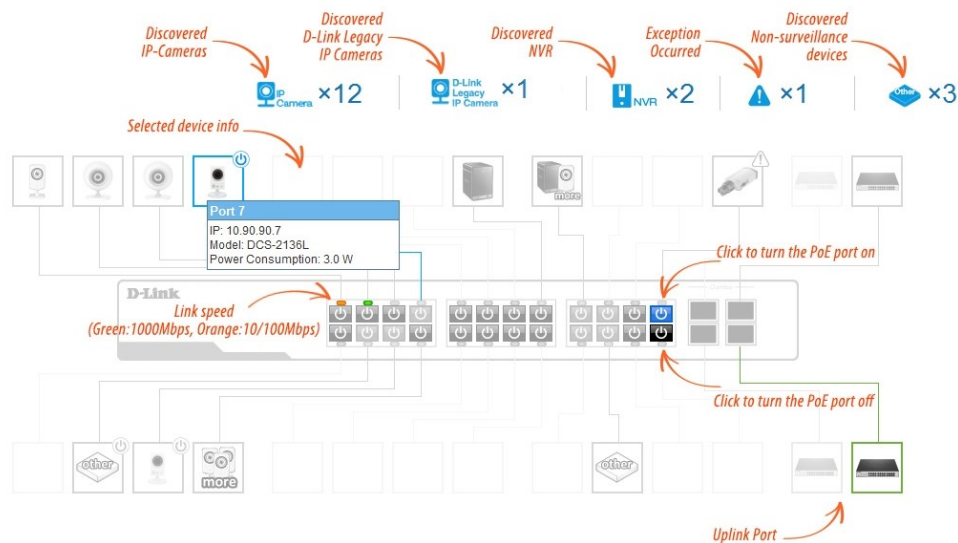 Discovered
IP-Cameras
Discovered
D-Link Legacy
IP Cameras
Discovered
NVR
Exception
Occurred
Discovered
Non-surveillance
devices
IP
Camera
×12
D-Link
Legacy
IP Camera
×1
NVR
×2
×1
Other
×3
Selected device info
more
Port 7
IP: 10.90.90.7
Model: DCS-2136L
Power Consumption: 3.0 W
Click to turn the PoE port on
D-Link
Link speed
(Green:1000Mbps, Orange:10/100Mbps)
Click to turn the PoE port off
other
more
other
Uplink Port